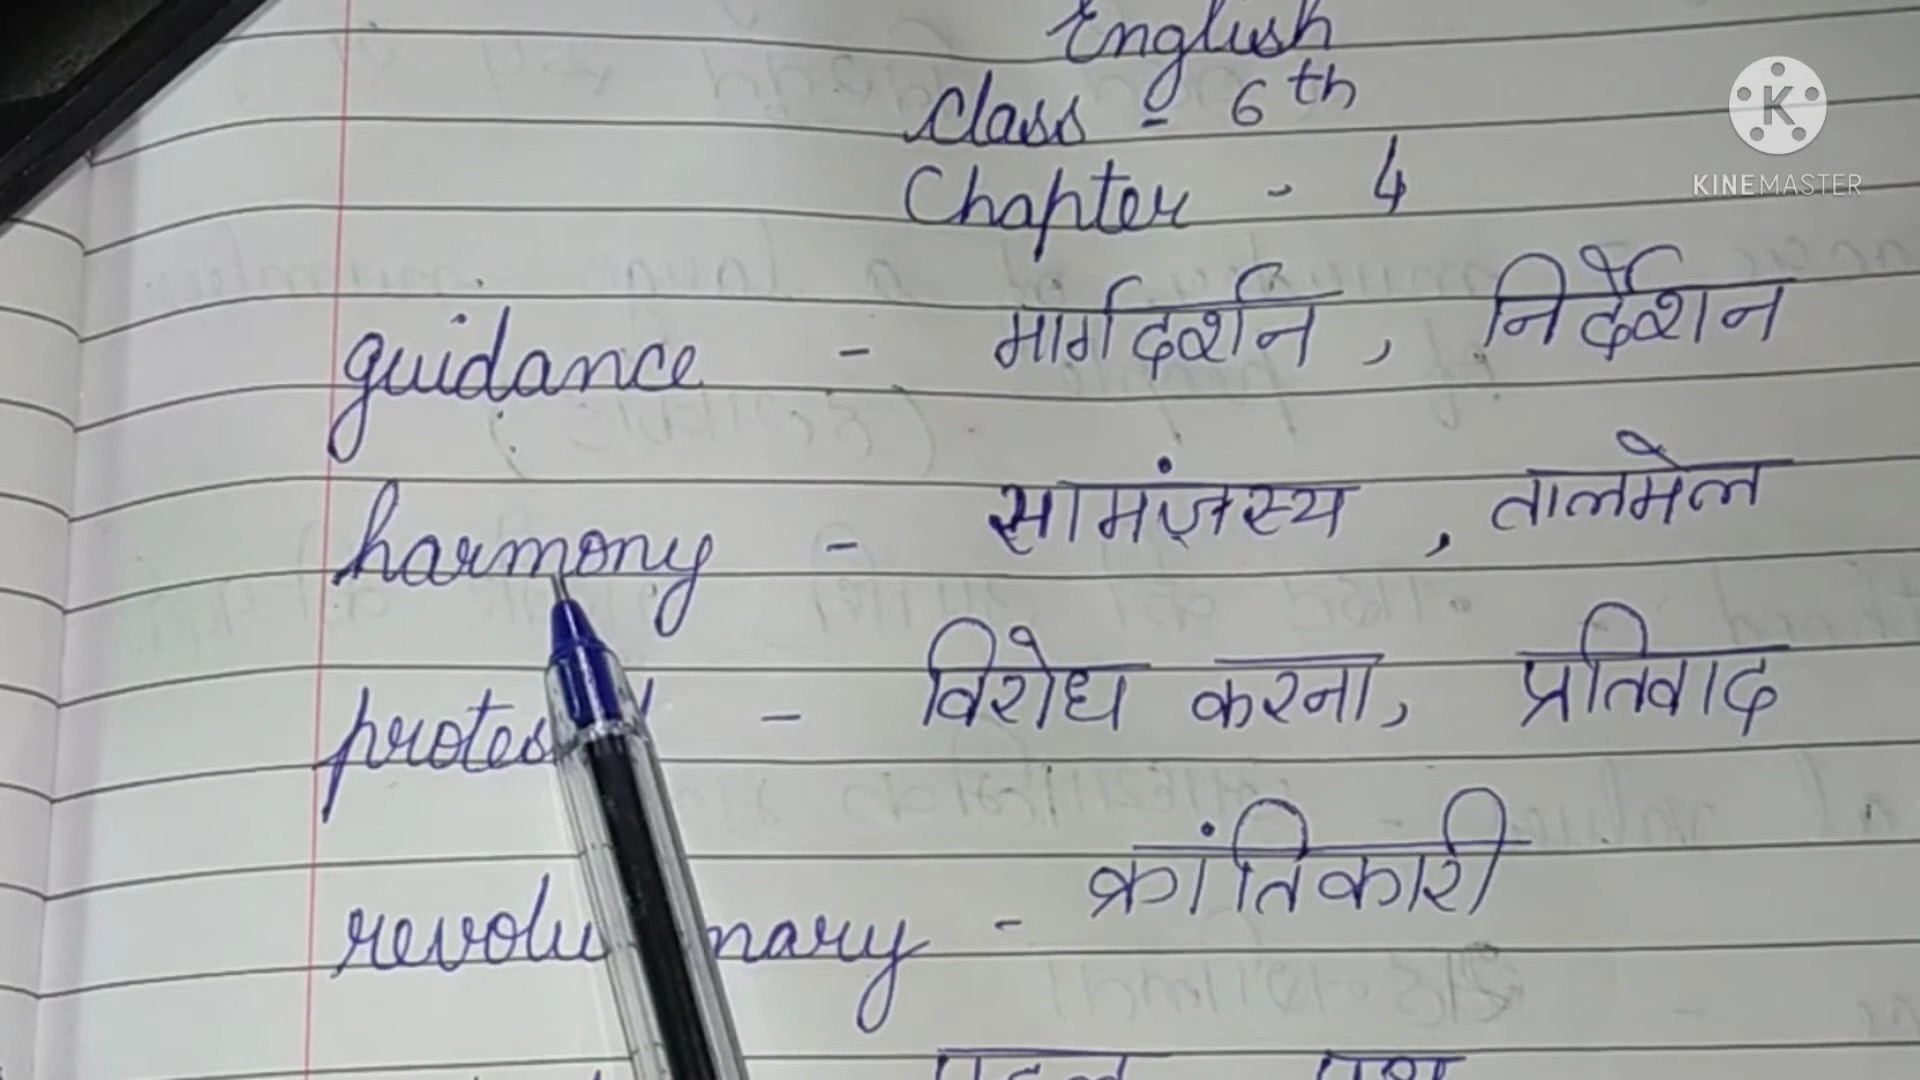 English
Class - 6th
Chapter - 4
K
KINEMASTER
guidance - मार्गदर्शन, निर्देशन
harmony - सामंजस्य, तालमेल
- विरोध करना, प्रतिवाद
- क्रांतिकारी